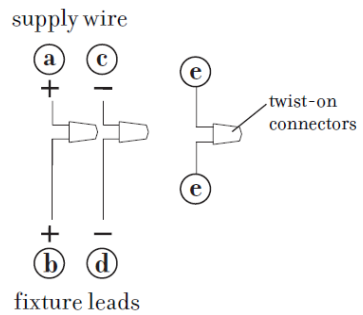 supply wire
a c
+ −
e
twist-on
connectors
e
+ −
b d
fixture leads